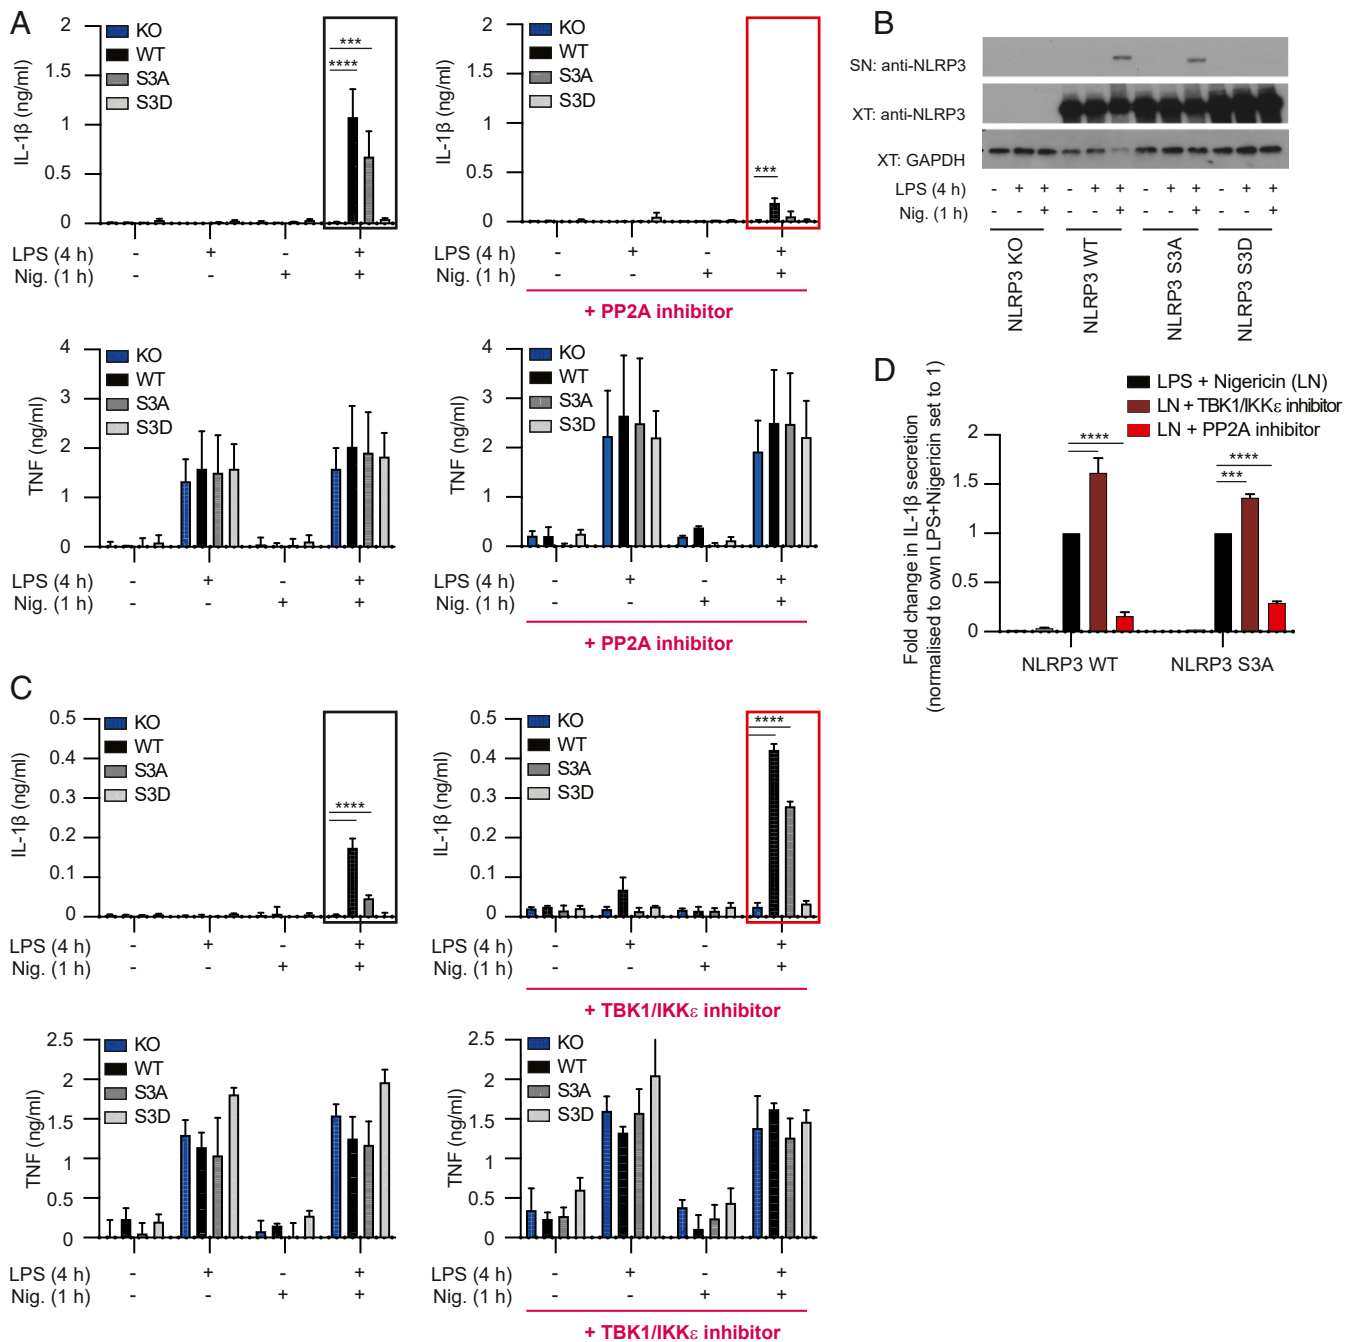 A
2
1.5
1
0.5
0
IL-1β (ng/ml)
KO
WT
S3A
S3D
***
****
LPS (4 h) - + - +
Nig. (1 h) - - + +
2
1.5
1
0.5
0
IL-1β (ng/ml)
KO
WT
S3A
S3D
***
LPS (4 h) - + - +
Nig. (1 h) - - + +
+ PP2A inhibitor
4
3
2
1
0
TNF (ng/ml)
KO
WT
S3A
S3D
LPS (4 h) - + - +
Nig. (1 h) - - + +
4
3
2
1
0
TNF (ng/ml)
KO
WT
S3A
S3D
LPS (4 h) - + - +
Nig. (1 h) - - + +
+ PP2A inhibitor
B
SN: anti-NLRP3
XT: anti-NLRP3
XT: GAPDH
LPS (4 h) - + + - + + - + + - + +
Nig. (1 h) - - + - - + - - + - - +
NLRP3 KO
NLRP3 WT
NLRP3 S3A
NLRP3 S3D
D
LPS + Nigericin (LN)
LN + TBK1/IKKε inhibitor
LN + PP2A inhibitor
Fold change in IL-1β secretion
(normalised to own LPS+Nigericin set to 1)
2
1.5
1
0.5
0
****
****
***
NLRP3 WT
NLRP3 S3A
C
0.5
0.4
0.3
0.2
0.1
0
IL-1β (ng/ml)
KO
WT
S3A
S3D
****
LPS (4 h) - + - +
Nig. (1 h) - - + +
0.5
0.4
0.3
0.2
0.1
0
IL-1β (ng/ml)
KO
WT
S3A
S3D
****
LPS (4 h) - + - +
Nig. (1 h) - - + +
+ TBK1/IKKε inhibitor
2.5
2
1.5
1
0.5
0
TNF (ng/ml)
KO
WT
S3A
S3D
LPS (4 h) - + - +
Nig. (1 h) - - + +
2.5
2
1.5
1
0.5
0
TNF (ng/ml)
KO
WT
S3A
S3D
LPS (4 h) - + - +
Nig. (1 h) - - + +
+ TBK1/IKKε inhibitor